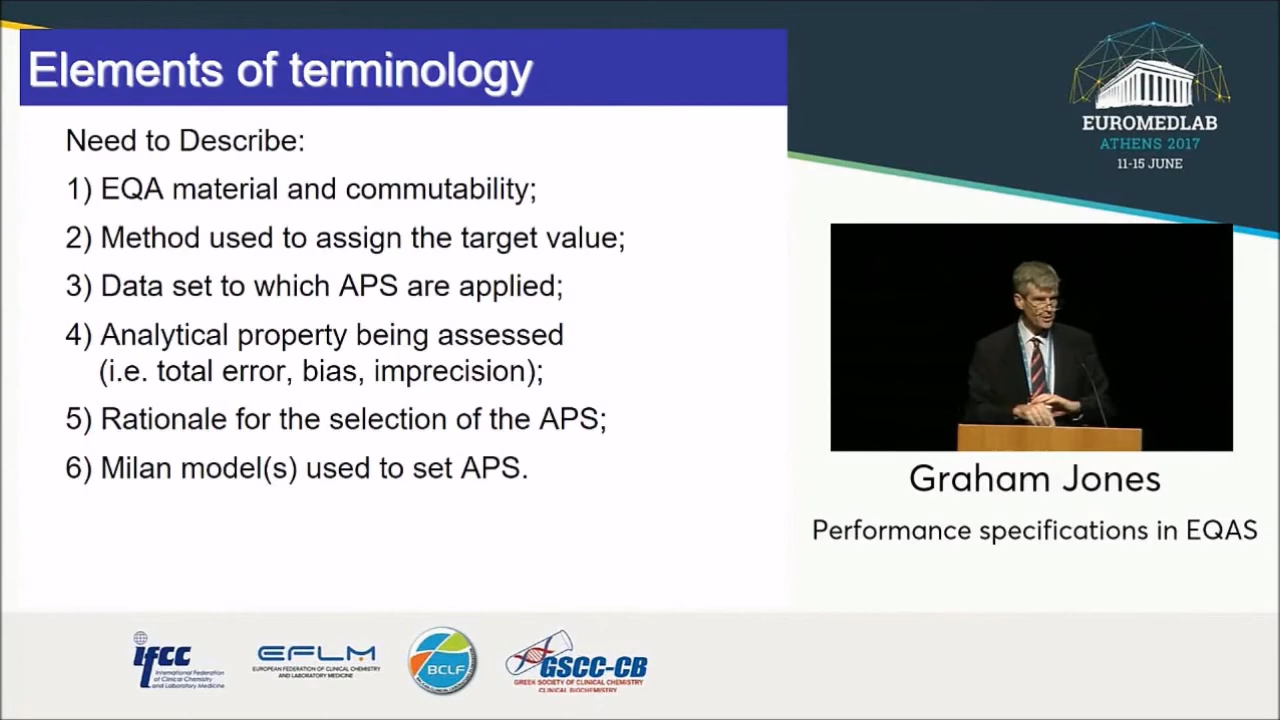 Elements of terminology
Need to Describe:
1) EQA material and commutability;
2) Method used to assign the target value;
3) Data set to which APS are applied;
4) Analytical property being assessed
(i.e. total error, bias, imprecision);
5) Rationale for the selection of the APS;
6) Milan model(s) used to set APS.
EUROMEDLAB
ATHENS 2017
11-15 JUNE
Graham Jones
Performance specifications in EQAS
ifcc
International Federation
of Clinical Chemistry
and Laboratory Medicine
EFLM
EUROPEAN FEDERATION OF CLINICAL CHEMISTRY
AND LABORATORY MEDICINE
BCLF
GSCC-CB
GREEK SOCIETY OF CLINICAL CHEMISTRY
CLINICAL BIOCHEMISTRY